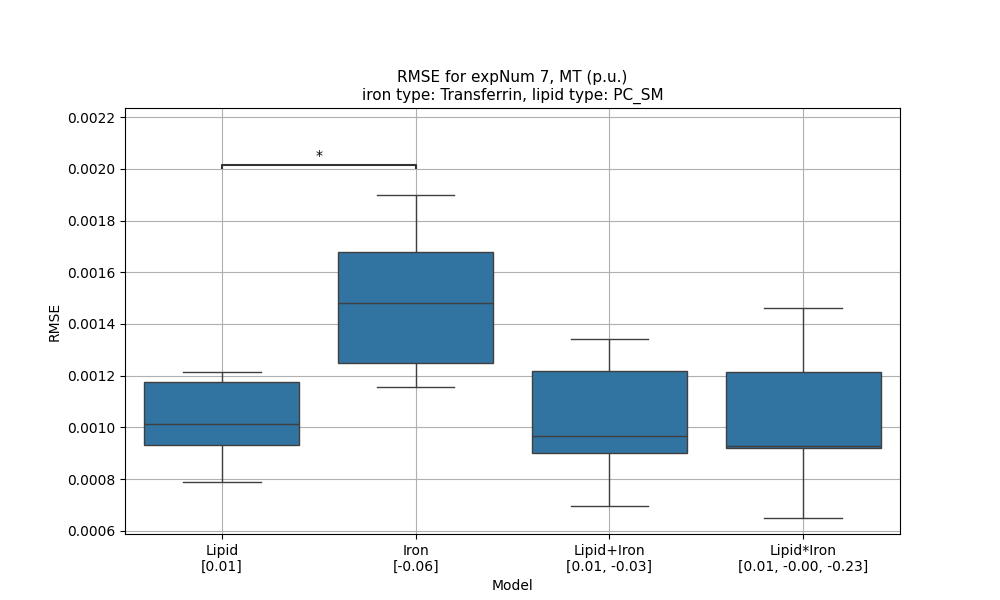 RMSE for expNum 7, MT (p.u.)
iron type: Transferrin, lipid type: PC_SM
0.0022
0.0020
0.0018
0.0016
0.0014
0.0012
0.0010
0.0008
0.0006
RMSE
*
Lipid
[0.01]
Iron
[-0.06]
Lipid+Iron
[0.01, -0.03]
Lipid*Iron
[0.01, -0.00, -0.23]
Model